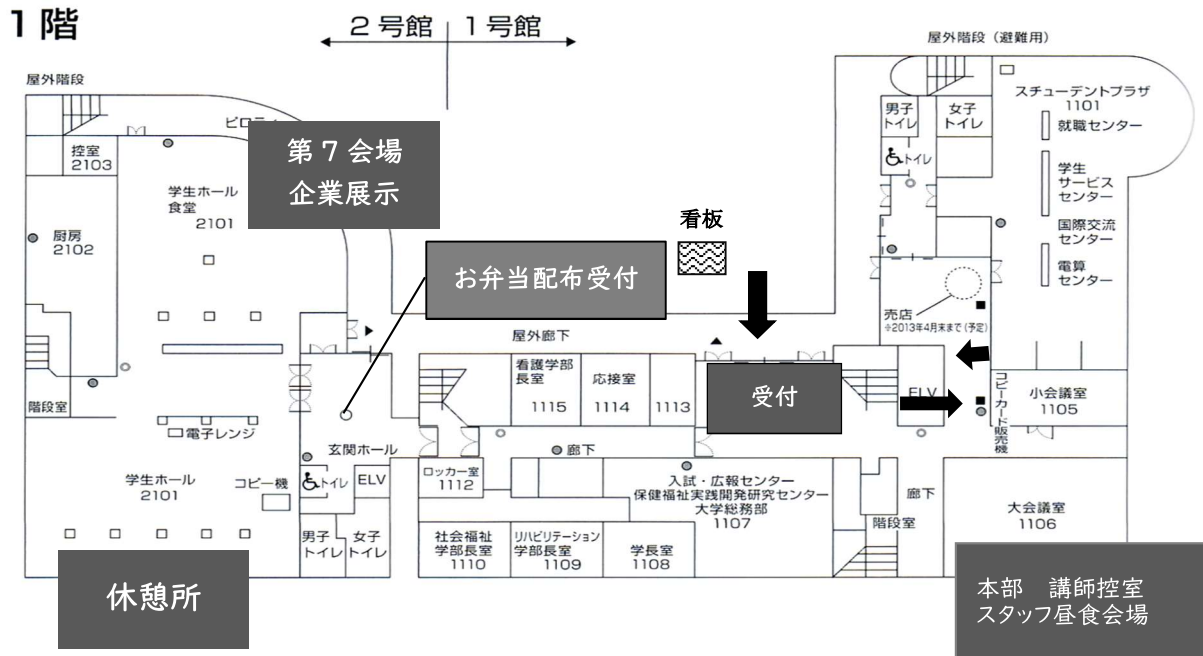 1階
2号館
1号館
屋外階段（避難用）
屋外階段
ピロティ
第7会場
企業展示
控室
2103
学生ホール
食堂
2101
厨房
2102
お弁当配布受付
看板
男子
トイレ
女子
トイレ
トイレ
スチューデントプラザ
1101
就職センター
学生
サービス
センター
国際交流
センター
電算
センター
売店
※2013年4月末まで(予定)
屋外廊下
看護学部
長室
1115
応接室
1114
1113
受付
ELV
コピーカード販売機
小会議室
1105
階段室
電子レンジ
玄関ホール
廊下
学生ホール
2101
コピー機
トイレ
ELV
ロッカー室
1112
入試・広報センター
保健福祉実践開発研究センター
大学総務部
1107
階段室
廊下
大会議室
1106
男子
トイレ
女子
トイレ
社会福祉
学部長室
1110
リハビリテーション
学部長室
1109
学長室
1108
休憩所
本部　講師控室
スタッフ昼食会場